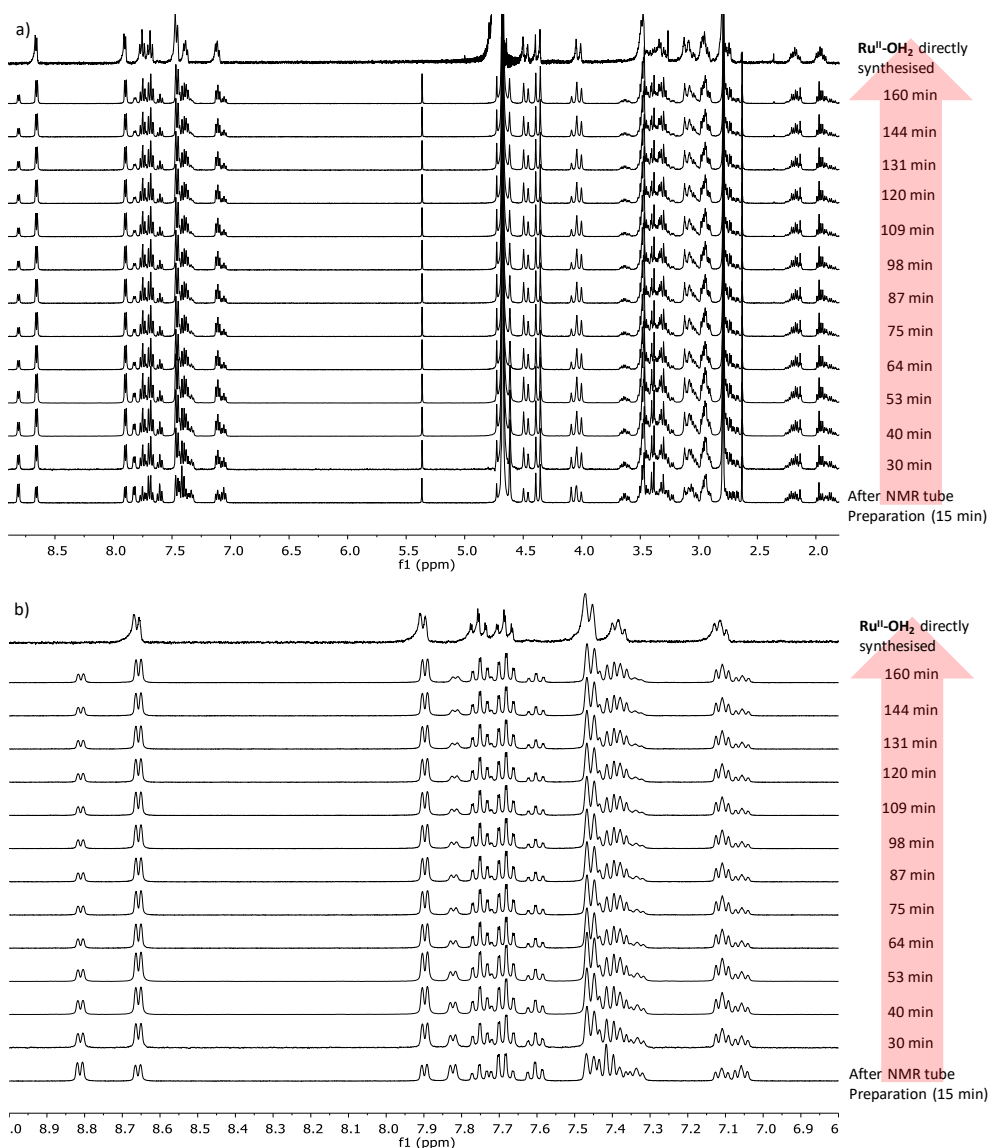 a)
Ruᴵᴵ-OH₂ directly
synthesised
160 min
144 min
131 min
120 min
109 min
98 min
87 min
75 min
64 min
53 min
40 min
30 min
After NMR tube
Preparation (15 min)
8.5 8.0 7.5 7.0 6.5 6.0 5.5 5.0 4.5 4.0 3.5 3.0 2.5 2.0
f1 (ppm)
b)
Ruᴵᴵ-OH₂ directly
synthesised
160 min
144 min
131 min
120 min
109 min
98 min
87 min
75 min
64 min
53 min
40 min
30 min
After NMR tube
Preparation (15 min)
.0 8.9 8.8 8.7 8.6 8.5 8.4 8.3 8.2 8.1 8.0 7.9 7.8 7.7 7.6 7.5 7.4 7.3 7.2 7.1 7.0 6.9 6
f1 (ppm)